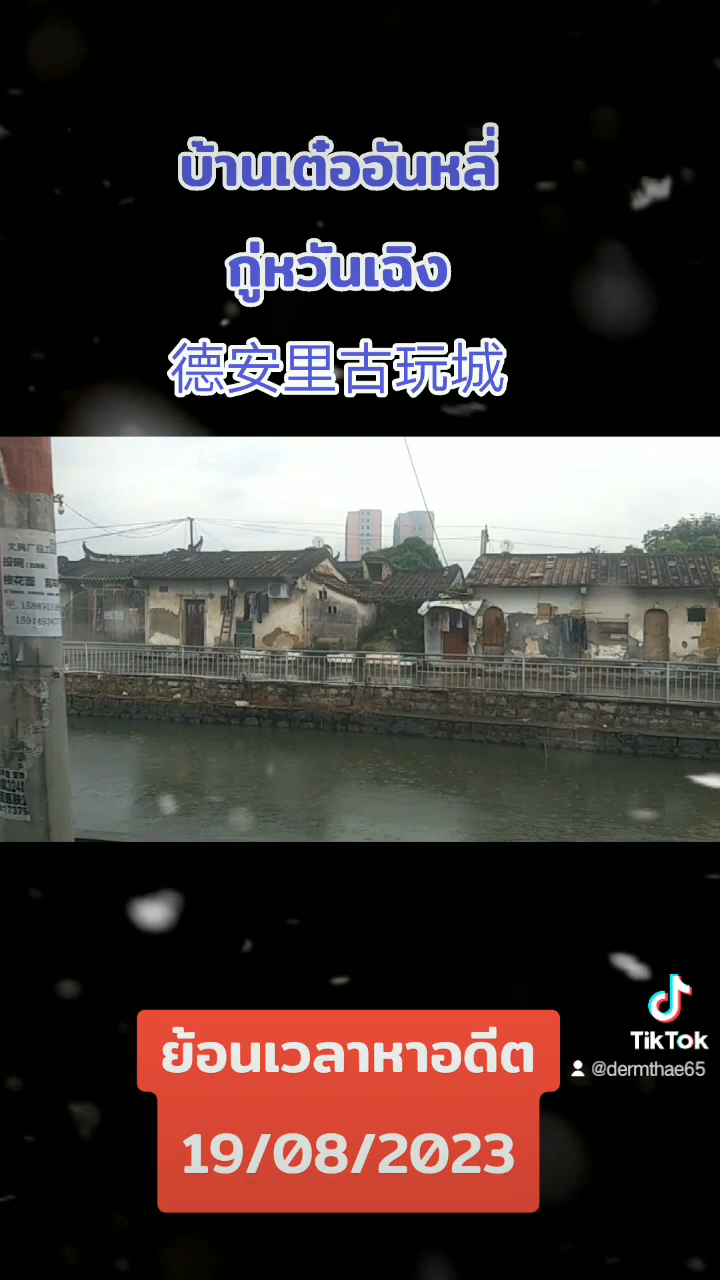 บ้านเต๋ออันหลี่
กู่หวันเฉิง
德安里古玩城
ย้อนเวลาหาอดีต
19/08/2023
TikTok
@dermthae65